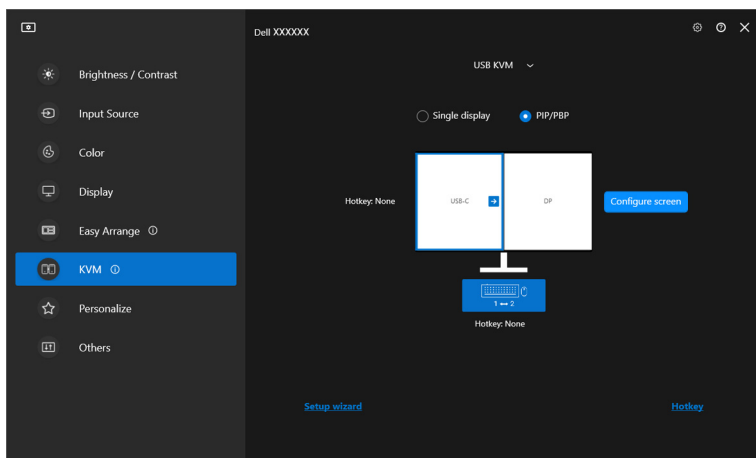 Dell XXXXXX
USB KVM
Brightness / Contrast
Input Source
Color
Display
Easy Arrange
KVM
Personalize
Others
Single display
PIP/PBP
Hotkey: None
USB-C
DP
Configure screen
1 ↔ 2
Hotkey: None
Setup wizard
Hotkey